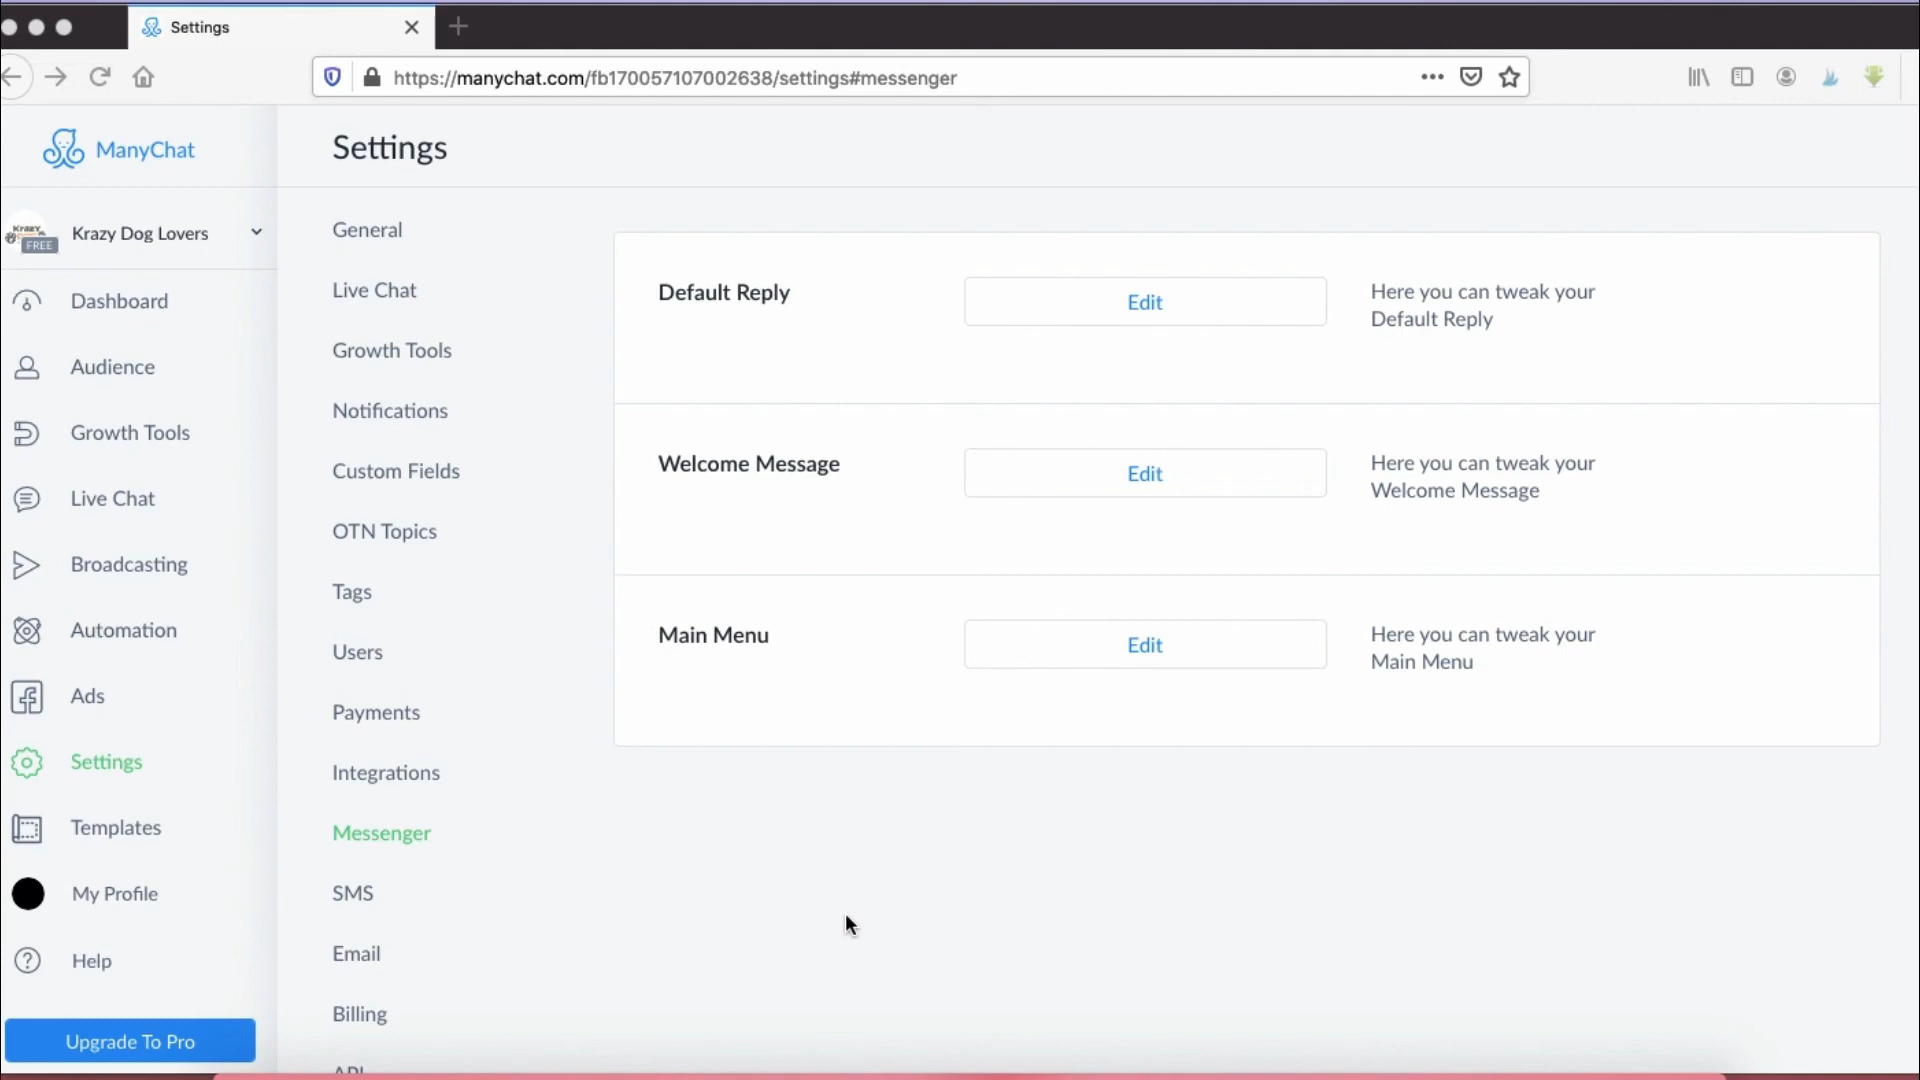 Settings
https://manychat.com/fb170057107002638/settings#messenger
ManyChat
Settings
Krazy
FREE
Krazy Dog Lovers
Dashboard
Audience
Growth Tools
Live Chat
Broadcasting
Automation
Ads
Settings
Templates
My Profile
Help
Upgrade To Pro
General
Live Chat
Growth Tools
Notifications
Custom Fields
OTN Topics
Tags
Users
Payments
Integrations
Messenger
SMS
Email
Billing
API
Default Reply
Edit
Here you can tweak your
Default Reply
Welcome Message
Edit
Here you can tweak your
Welcome Message
Main Menu
Edit
Here you can tweak your
Main Menu